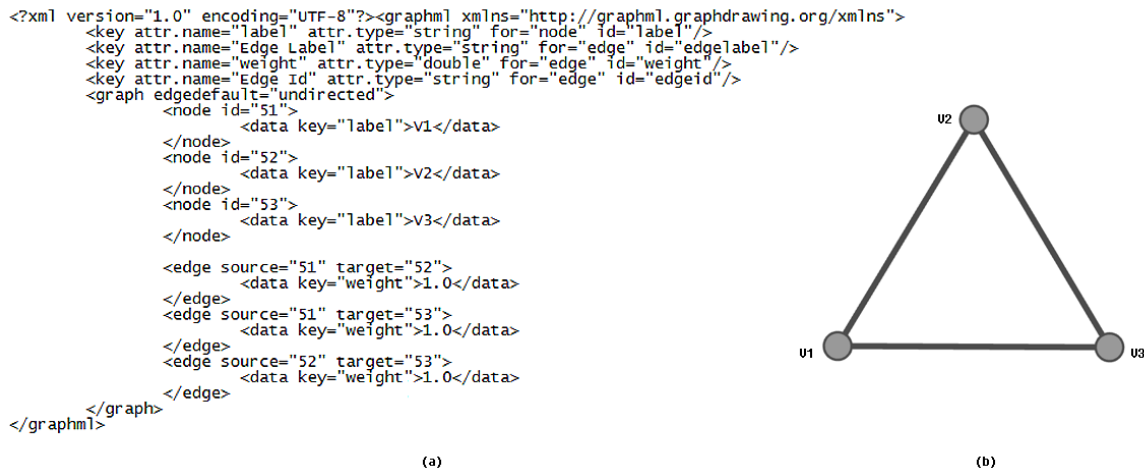 <?xml version="1.0" encoding="UTF-8"?><graphml xmlns="http://graphml.graphdrawing.org/xmlns">
<key attr.name="label" attr.type="string" for="node" id="label"/>
<key attr.name="Edge Label" attr.type="string" for="edge" id="edgelabel"/>
<key attr.name="weight" attr.type="double" for="edge" id="weight"/>
<key attr.name="Edge Id" attr.type="string" for="edge" id="edgeid"/>
<graph edgedefault="undirected">
<node id="51">
<data key="label">V1</data>
</node>
<node id="52">
<data key="label">V2</data>
</node>
<node id="53">
<data key="label">V3</data>
</node>
<edge source="51" target="52">
<data key="weight">1.0</data>
</edge>
<edge source="51" target="53">
<data key="weight">1.0</data>
</edge>
<edge source="52" target="53">
<data key="weight">1.0</data>
</edge>
</graph>
</graphml>
(a)
V2
V1
V3
(b)